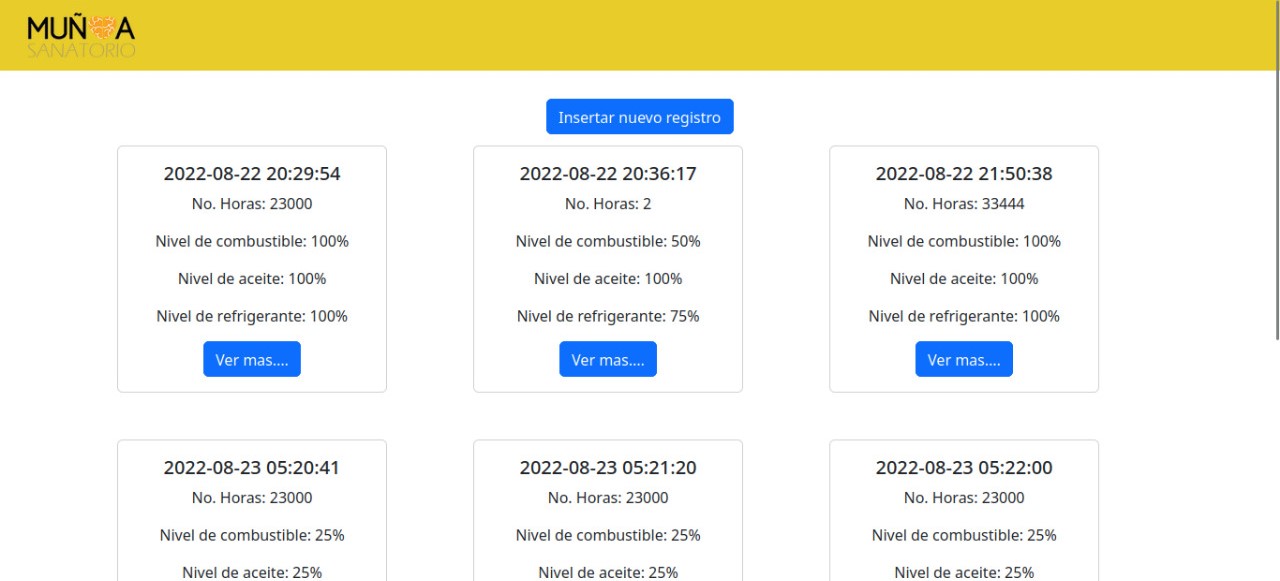 MUÑOA
SANATORIO
Insertar nuevo registro
2022-08-22 20:29:54
No. Horas: 23000
Nivel de combustible: 100%
Nivel de aceite: 100%
Nivel de refrigerante: 100%
Ver mas....
2022-08-22 20:36:17
No. Horas: 2
Nivel de combustible: 50%
Nivel de aceite: 100%
Nivel de refrigerante: 75%
Ver mas....
2022-08-22 21:50:38
No. Horas: 33444
Nivel de combustible: 100%
Nivel de aceite: 100%
Nivel de refrigerante: 100%
Ver mas....
2022-08-23 05:20:41
No. Horas: 23000
Nivel de combustible: 25%
Nivel de aceite: 25%
2022-08-23 05:21:20
No. Horas: 23000
Nivel de combustible: 25%
Nivel de aceite: 25%
2022-08-23 05:22:00
No. Horas: 23000
Nivel de combustible: 25%
Nivel de aceite: 25%